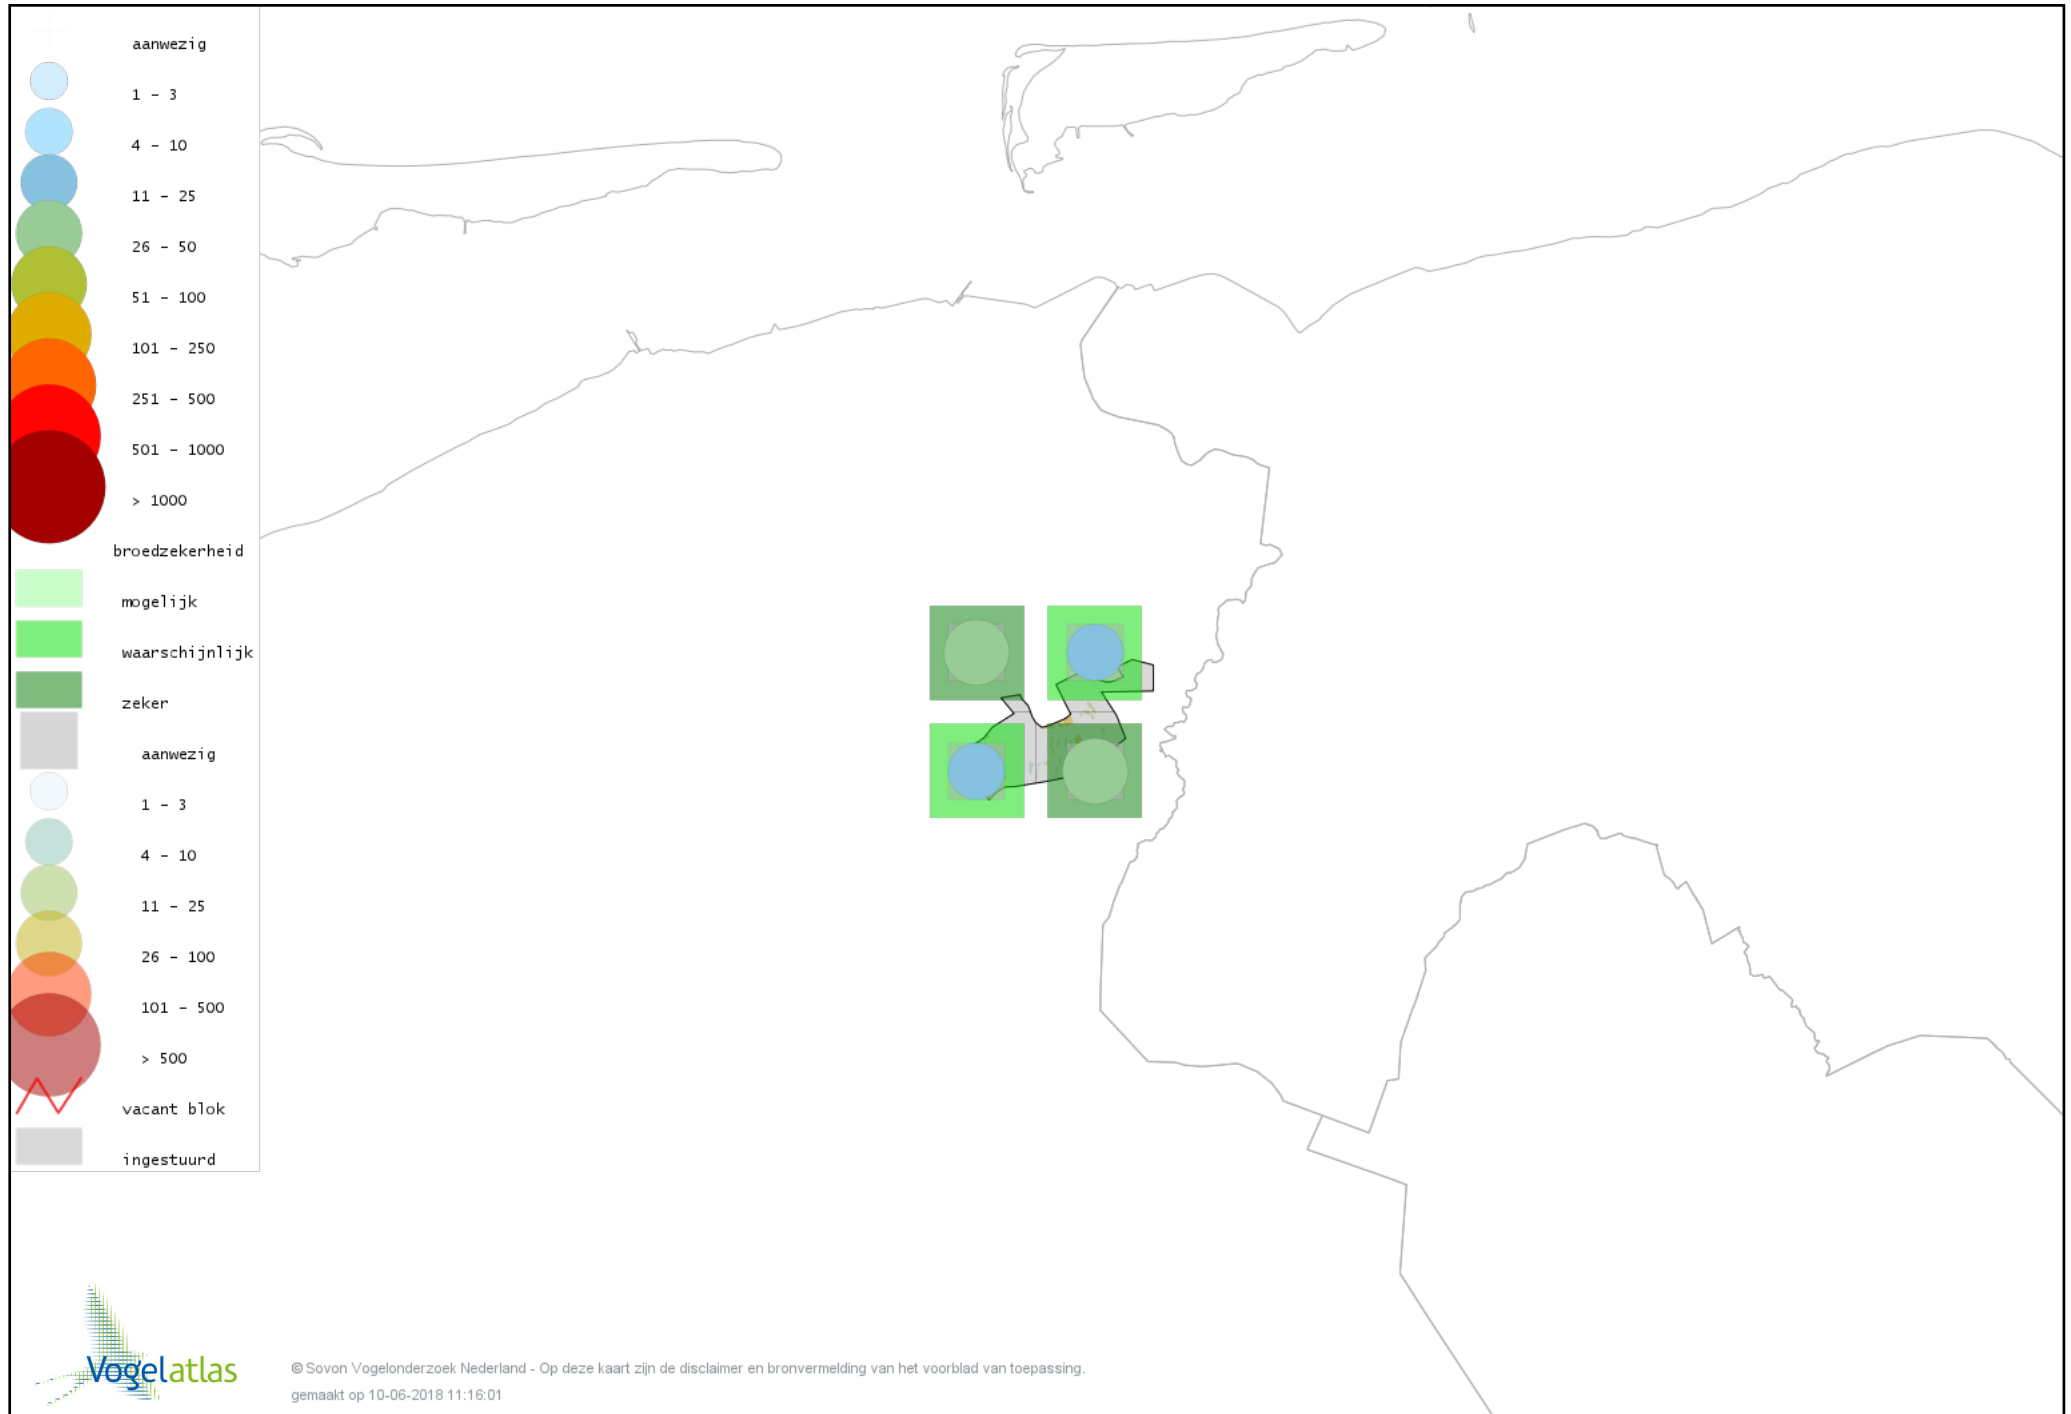 aanwezig
1 - 3
4 - 10
11 - 25
26 - 50
51 - 100
101 - 250
251 - 500
501 - 1000
> 1000
broedzekerheid
mogelijk
waarschijnlijk
zeker
aanwezig
1 - 3
4 - 10
11 - 25
26 - 100
101 - 500
> 500
vacant blok
ingestuurd
Vogelatlas
© Sovon Vogelonderzoek Nederland - Op deze kaart zijn de disclaimer en bronvermelding van het voorblad van toepassing.
gemaakt op 10-06-2018 11:16:01